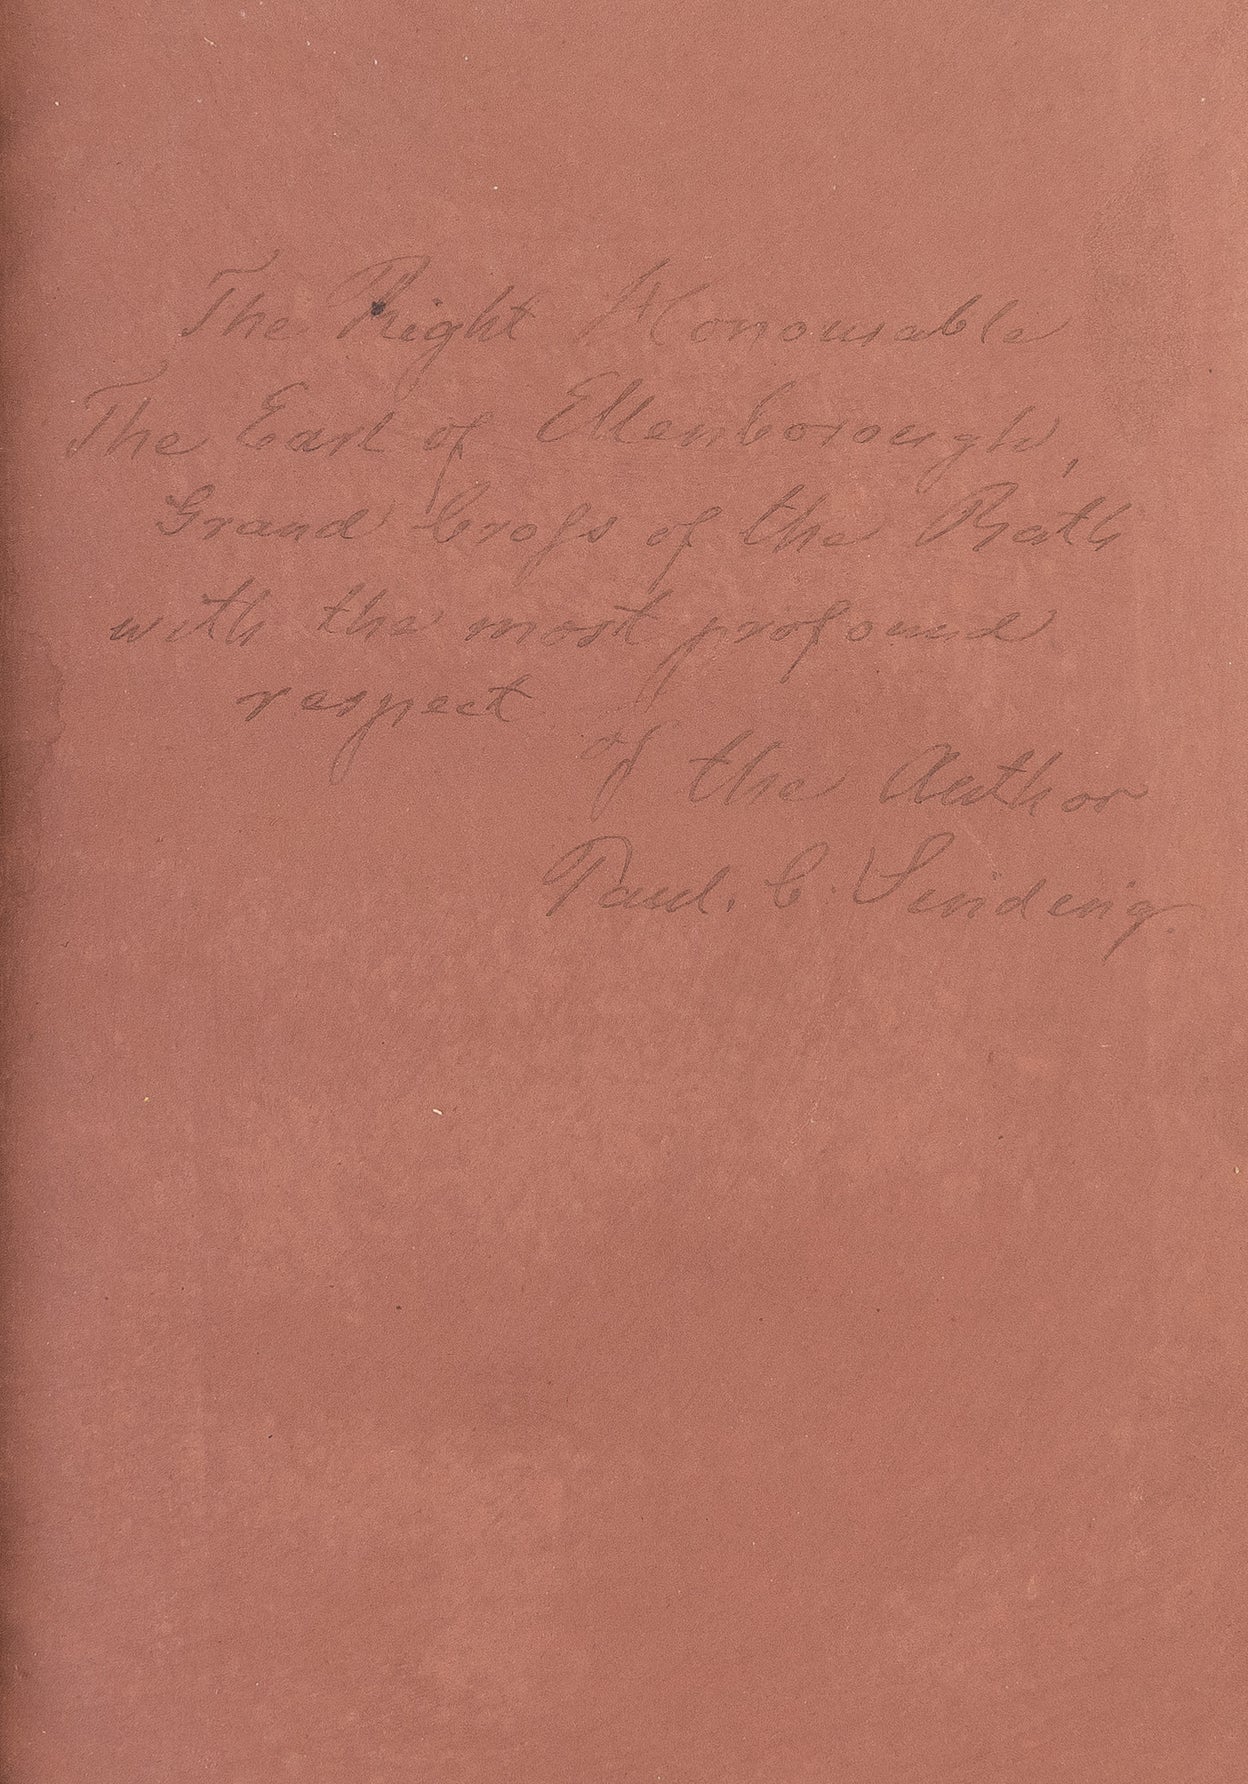 The Right Honourable
The Earl of Ellenborough,
Grand Croſs of the Bath
with the most profound
respect
of the Author
Paul. C. Sinding.